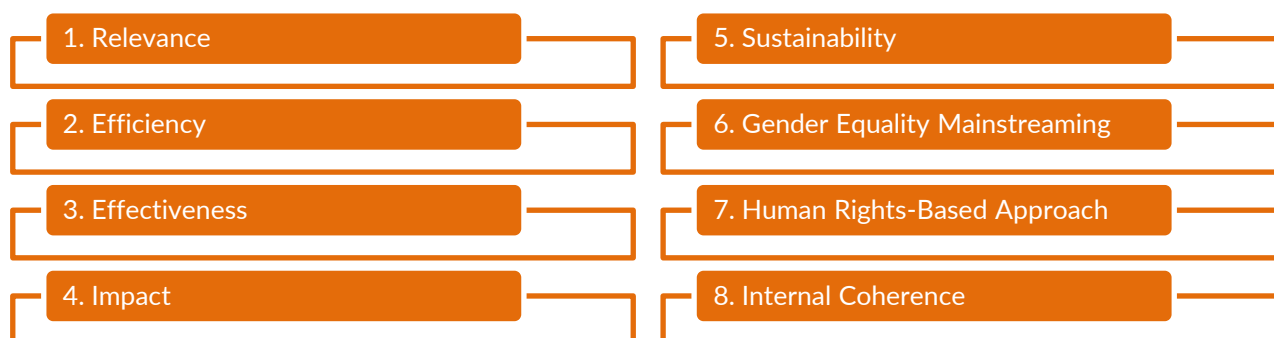 1. Relevance
2. Efficiency
3. Effectiveness
4. Impact
5. Sustainability
6. Gender Equality Mainstreaming
7. Human Rights-Based Approach
8. Internal Coherence